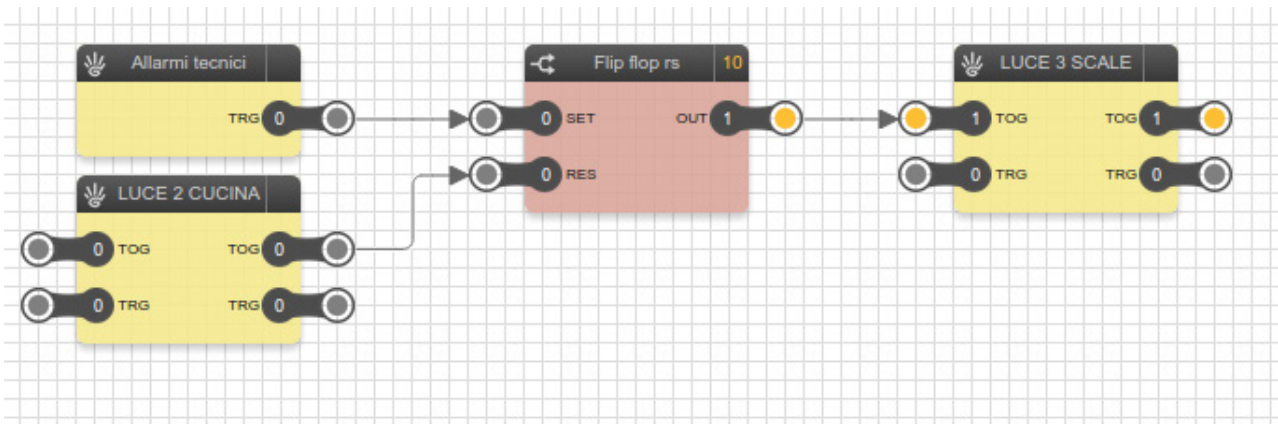 Allarmi tecnici
TRG 0
LUCE 2 CUCINA
0 TOG TOG 0
0 TRG TRG 0
Flip flop rs 10
0 SET OUT 1
0 RES
LUCE 3 SCALE
1 TOG TOG 1
0 TRG TRG 0